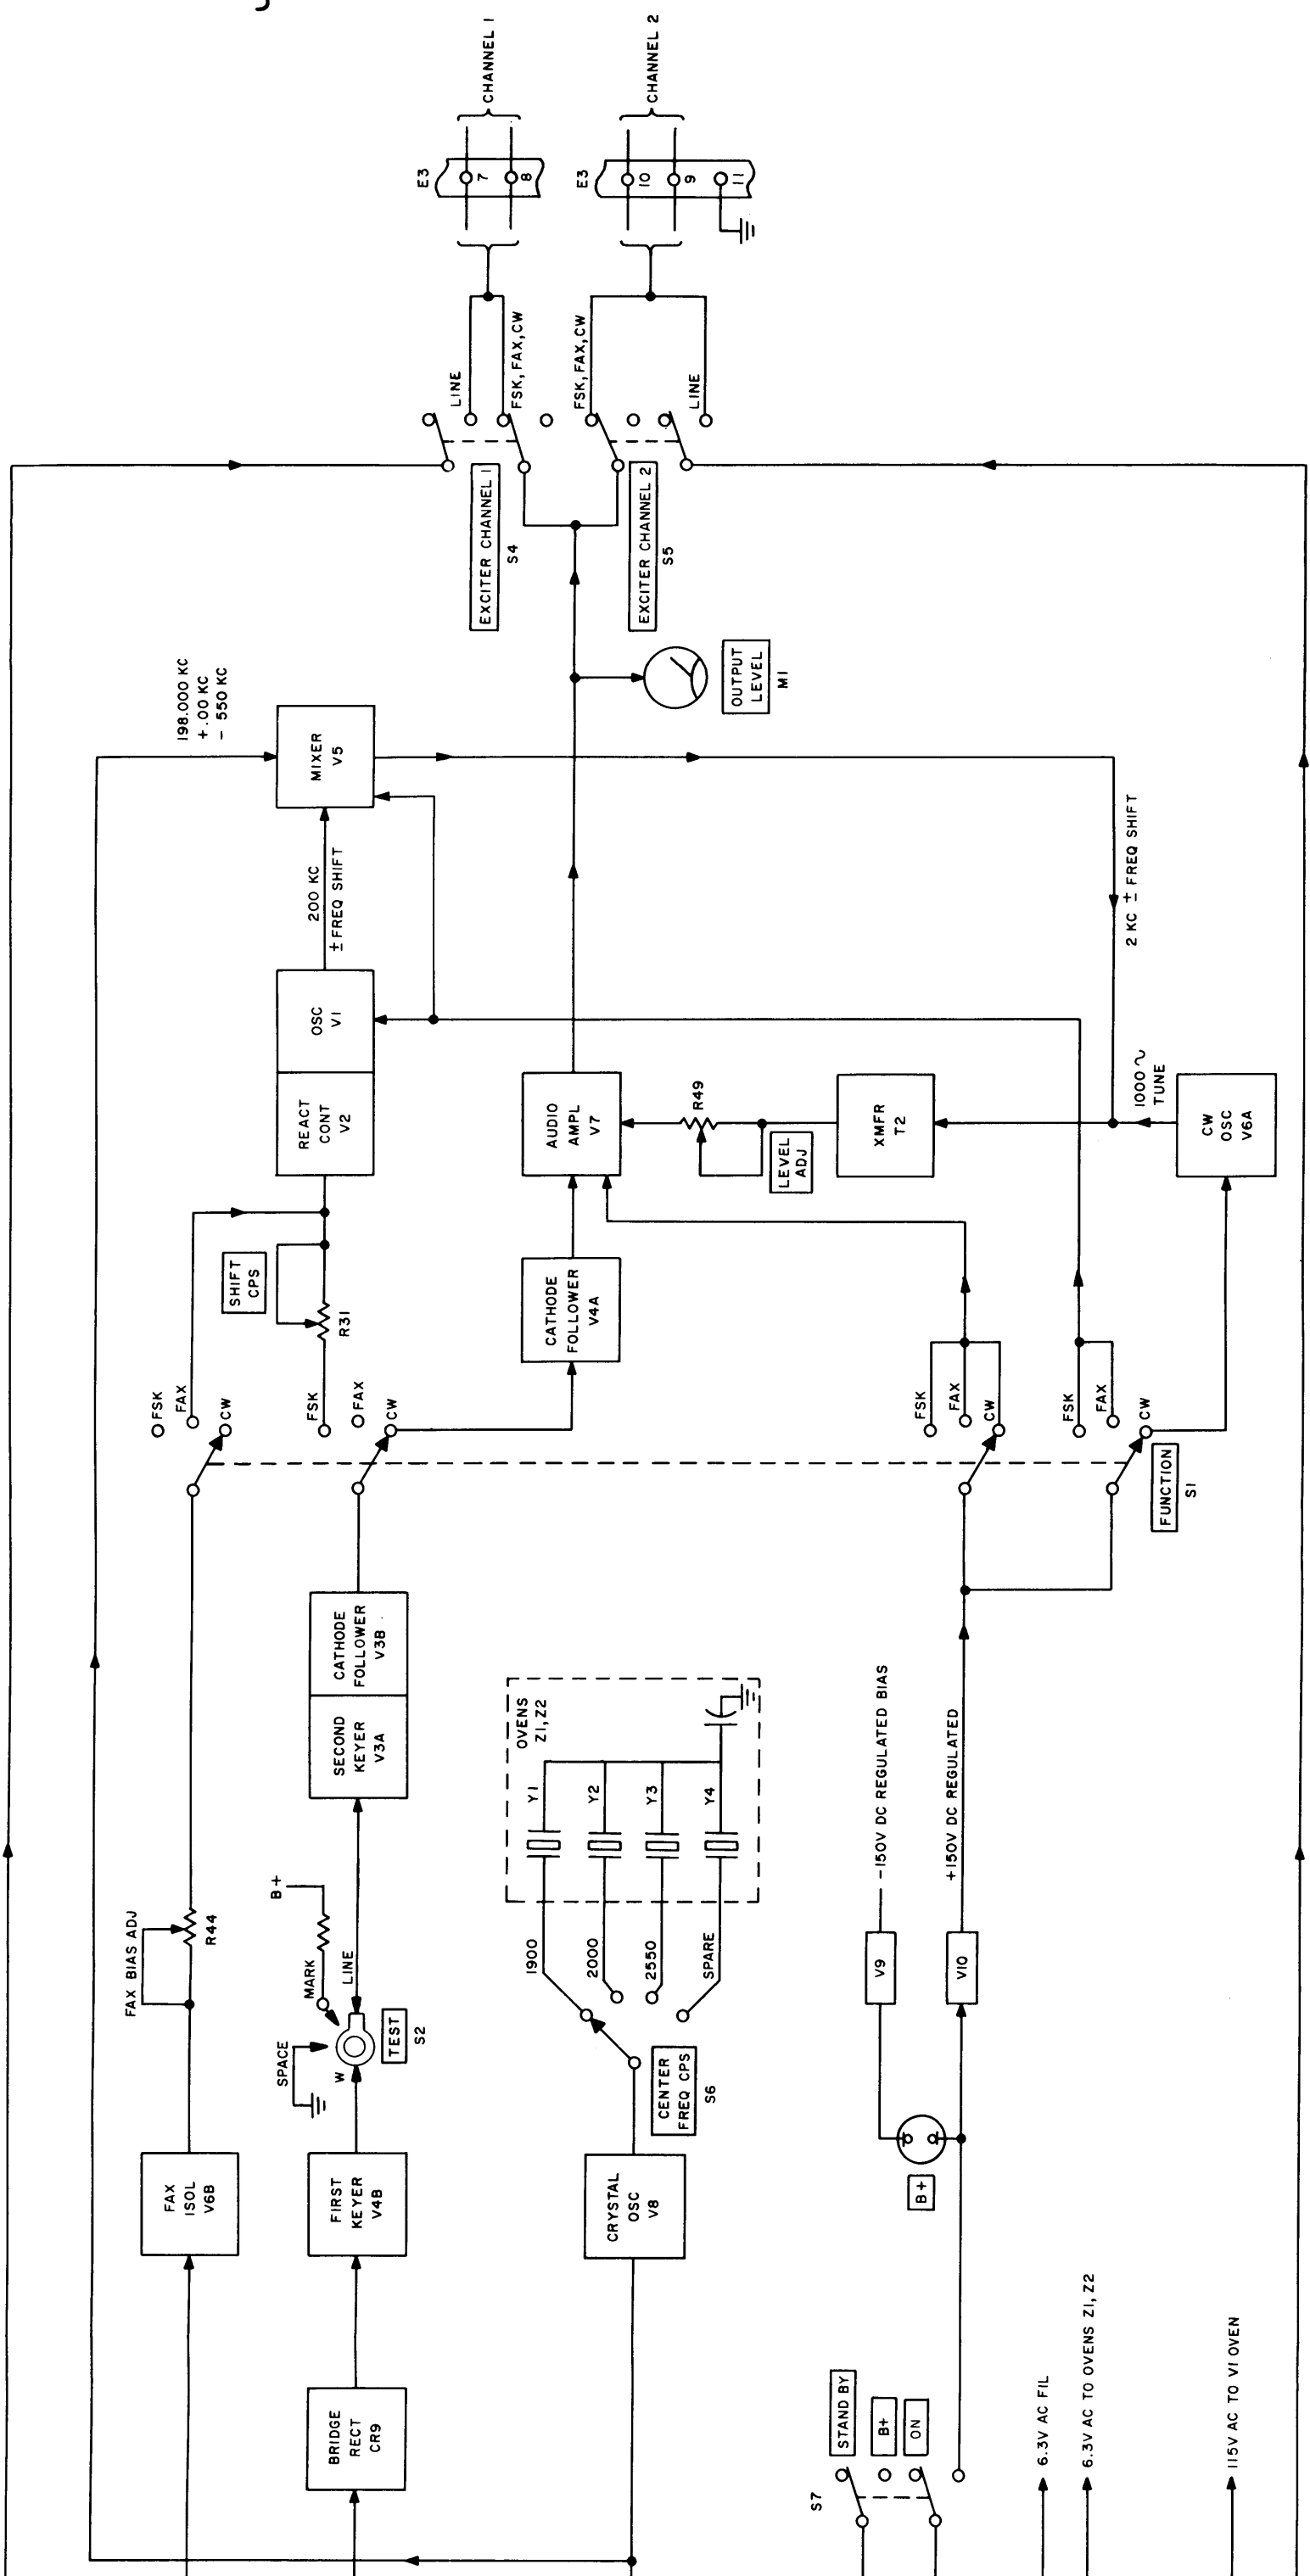 CHANNEL 1
CHANNEL 2
E3
7
8
E3
10
9
11
LINE
FSK, FAX, CW
FSK, FAX, CW
LINE
EXCITER CHANNEL 1
S4
EXCITER CHANNEL 2
S5
OUTPUT
LEVEL
M1
198.000 KC
+.00 KC
- 550 KC
MIXER
V5
200 KC
± FREQ SHIFT
2 KC ± FREQ SHIFT
OSC
V1
REACT
CONT
V2
AUDIO
AMPL
V7
R49
LEVEL
ADJ
XMFR
T2
1000 ~
TUNE
CW
OSC
V6A
SHIFT
CPS
R31
CATHODE
FOLLOWER
V4A
FSK
FAX
CW
FSK
FAX
CW
FSK
FAX
CW
FSK
FAX
CW
FUNCTION
S1
SECOND
KEYER
V3A
CATHODE
FOLLOWER
V3B
OVENS
Z1, Z2
Y1
Y2
Y3
Y4
1900
2000
2550
SPARE
CENTER
FREQ CPS
S6
-150V DC REGULATED BIAS
+150V DC REGULATED
V9
V10
B+
FAX BIAS ADJ
R44
B+
MARK
LINE
SPACE
W
TEST
S2
FAX
ISOL
V6B
FIRST
KEYER
V4B
CRYSTAL
OSC
V8
BRIDGE
RECT
CR9
S7
STAND BY
B+
ON
6.3V AC FIL
6.3V AC TO OVENS Z1, Z2
115V AC TO V1 OVEN